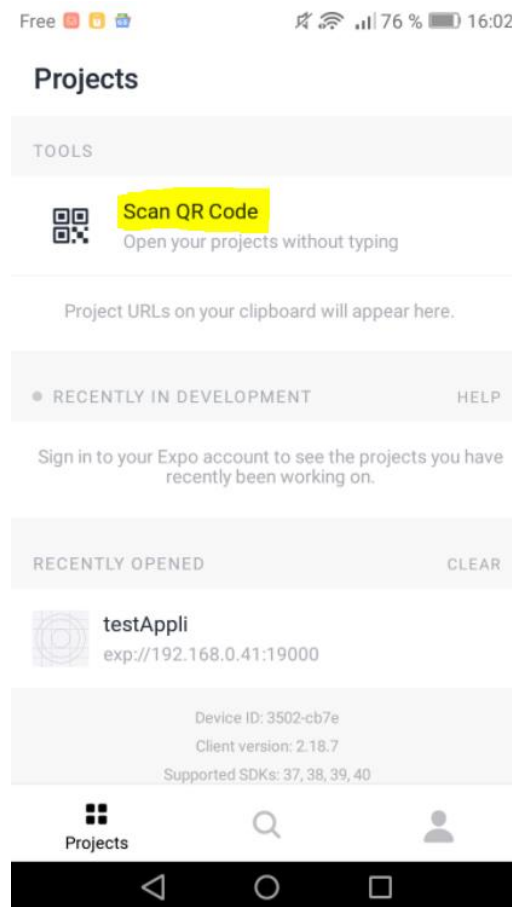 Free 76 % 16:02
Projects
TOOLS
Scan QR Code
Open your projects without typing
Project URLs on your clipboard will appear here.
RECENTLY IN DEVELOPMENT HELP
Sign in to your Expo account to see the projects you have
recently been working on.
RECENTLY OPENED CLEAR
testAppli
exp://192.168.0.41:19000
Device ID: 3502-cb7e
Client version: 2.18.7
Supported SDKs: 37, 38, 39, 40
Projects